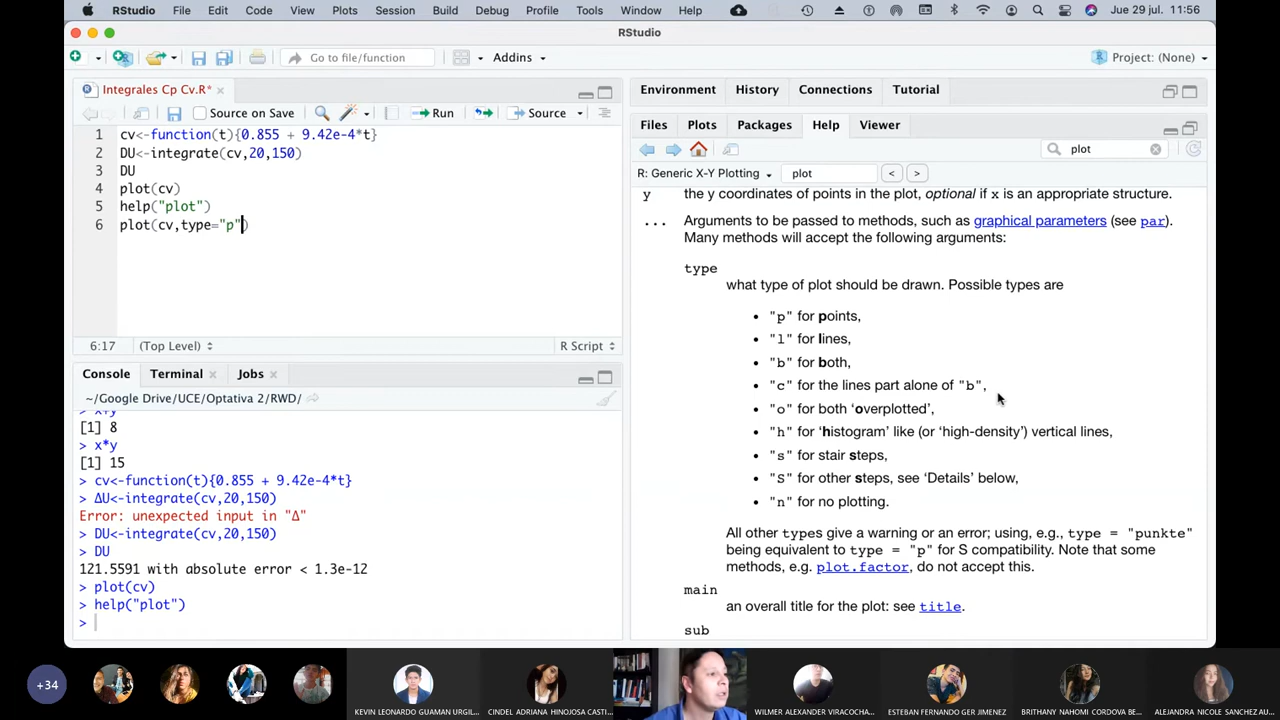 RStudio File Edit Code View Plots Session Build Debug Profile Tools Window Help Jue 29 jul. 11:56
RStudio
Go to file/function Addins Project: (None)
Integrales Cp Cv.R*
Source on Save Run Source
1 cv<-function(t){0.855 + 9.42e-4*t}
2 DU<-integrate(cv,20,150)
3 DU
4 plot(cv)
5 help("plot")
6 plot(cv,type="p")
6:17 (Top Level) R Script
Console Terminal Jobs
~/Google Drive/UCE/Optativa 2/RWD/
> x+y
[1] 8
> x*y
[1] 15
> cv<-function(t){0.855 + 9.42e-4*t}
> ΔU<-integrate(cv,20,150)
Error: unexpected input in "Δ"
> DU<-integrate(cv,20,150)
> DU
121.5591 with absolute error < 1.3e-12
> plot(cv)
> help("plot")
>
Environment History Connections Tutorial
Files Plots Packages Help Viewer
plot
R: Generic X-Y Plotting plot < >
y the y coordinates of points in the plot, optional if x is an appropriate structure.
... Arguments to be passed to methods, such as graphical parameters (see par).
Many methods will accept the following arguments:
type
what type of plot should be drawn. Possible types are
• "p" for points,
• "l" for lines,
• "b" for both,
• "c" for the lines part alone of "b",
• "o" for both ‘overplotted’,
• "h" for ‘histogram’ like (or ‘high-density’) vertical lines,
• "s" for stair steps,
• "S" for other steps, see ‘Details’ below,
• "n" for no plotting.
All other types give a warning or an error; using, e.g., type = "punkte"
being equivalent to type = "p" for S compatibility. Note that some
methods, e.g. plot.factor, do not accept this.
main
an overall title for the plot: see title.
sub
+34
KEVIN LEONARDO GUAMAN URGIL...
CINDEL ADRIANA HINOJOSA CASTI...
WILMER ALEXANDER VIRACOCHA...
ESTEBAN FERNANDO GER JIMENEZ
BRITHANY NAHOMI CORDOVA BE...
ALEJANDRA NICOLE SANCHEZ AU...